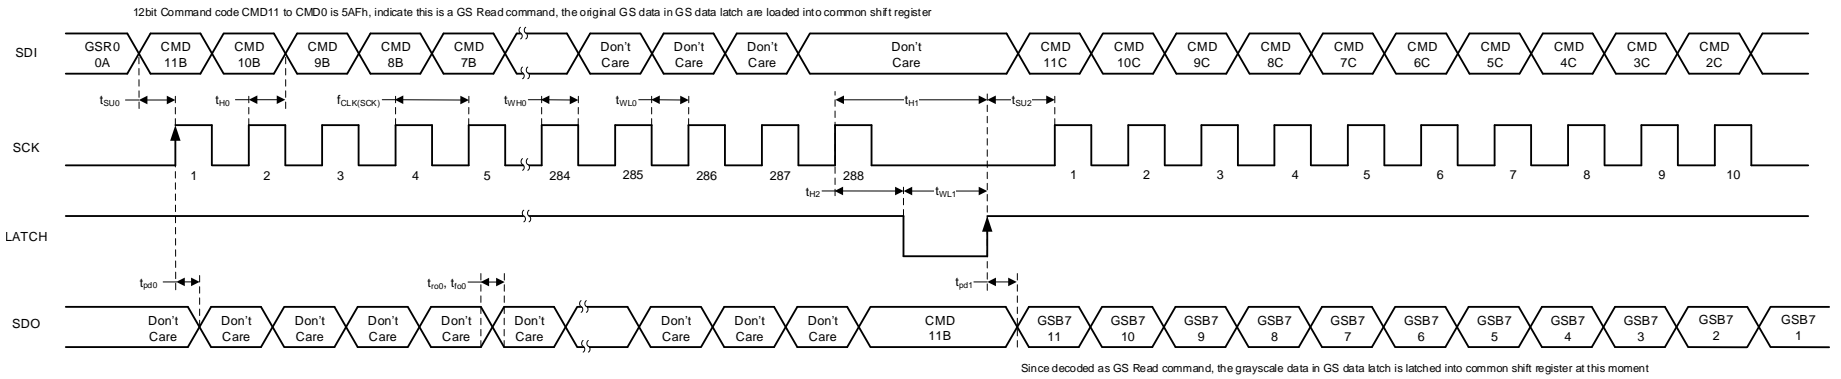 12bit Command code CMD11 to CMD0 is 5AFh, indicate this is a GS Read command, the original GS data in GS data latch are loaded into common shift register
SDI
GSR0 0A
CMD 11B
CMD 10B
CMD 9B
CMD 8B
CMD 7B
Don't Care
Don't Care
Don't Care
Don't Care
CMD 11C
CMD 10C
CMD 9C
CMD 8C
CMD 7C
CMD 6C
CMD 5C
CMD 4C
CMD 3C
CMD 2C
tSU0
tH0
fCLK(SCK)
tWH0
tWL0
tH1
tSU2
SCK
1
2
3
4
5
284
285
286
287
288
1
2
3
4
5
6
7
8
9
10
tH2
tWL1
LATCH
tpd0
tro0, tfo0
tpd1
SDO
Don't Care
Don't Care
Don't Care
Don't Care
Don't Care
Don't Care
Don't Care
Don't Care
Don't Care
CMD 11B
GSB7 11
GSB7 10
GSB7 9
GSB7 8
GSB7 7
GSB7 6
GSB7 5
GSB7 4
GSB7 3
GSB7 2
GSB7 1
Since decoded as GS Read command, the grayscale data in GS data latch is latched into common shift register at this moment